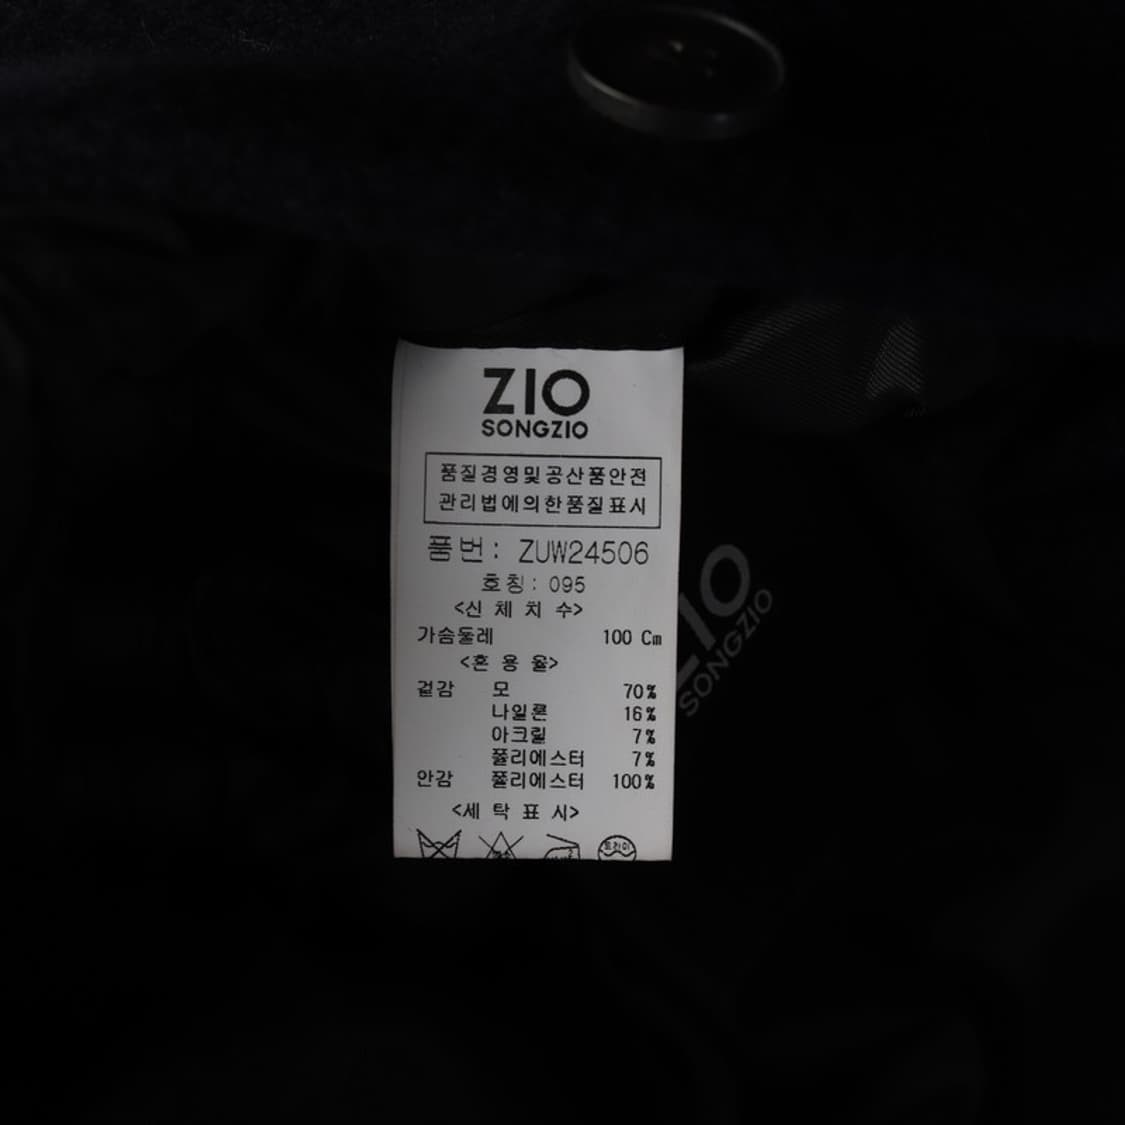 ZIO
SONGZIO
품질경영및공산품안전
관리법에의한품질표시
품번: ZUW24506
호칭: 095
<신 체 치 수>
가슴둘레 100 Cm
<혼 용 율>
겉감 모 70%
나일론 16%
아크릴 7%
폴리에스터 7%
안감 폴리에스터 100%
<세 탁 표 시>
드라이
ZIO
SONGZIO